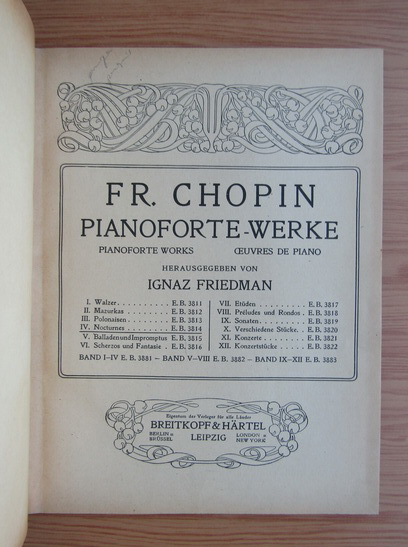 FR. CHOPIN
PIANOFORTE-WERKE
PIANOFORTE WORKS ŒUVRES DE PIANO
HERAUSGEGEBEN VON
IGNAZ FRIEDMAN
I. Walzer . . . . . . . . . . E. B. 3811
II. Mazurkas . . . . . . . . E. B. 3812
III. Polonaisen . . . . . . . E. B. 3813
IV. Nocturnes . . . . . . . E. B. 3814
V. Balladen und Impromptus E. B. 3815
VI. Scherzos und Fantasie . E. B. 3816
VII. Etüden . . . . . . . . E. B. 3817
VIII. Préludes und Rondos . E. B. 3818
IX. Sonaten . . . . . . . . E. B. 3819
X. Verschiedene Stücke. . E. B. 3820
XI. Konzerte . . . . . . . E. B. 3821
XII. Konzertstücke . . . . E. B. 3822
BAND I–IV E. B. 3881 – BAND V–VIII E. B. 3882 – BAND IX–XII E. B. 3883
Eigentum der Verleger für alle Länder
BREITKOPF & HÄRTEL
BERLIN LEIPZIG LONDON
BRÜSSEL NEW YORK